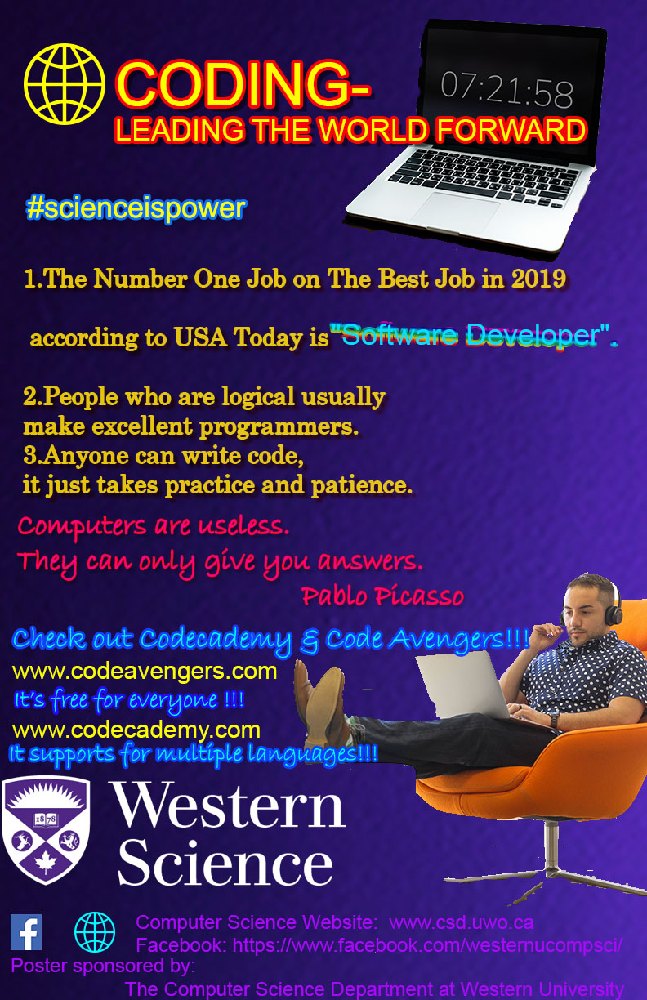 07:21:58
CODING-
LEADING THE WORLD FORWARD
#scienceispower
1.The Number One Job on The Best Job in 2019
according to USA Today is "Software Developer".
2.People who are logical usually
make excellent programmers.
3.Anyone can write code,
it just takes practice and patience.
Computers are useless.
They can only give you answers.
Pablo Picasso
Check out Codecademy & Code Avengers!!!
www.codeavengers.com
It's free for everyone !!!
www.codecademy.com
It supports for multiple languages!!!
1878
Western
Science
f
Computer Science Website: www.csd.uwo.ca
Facebook: https://www.facebook.com/westernucompsci/
Poster sponsored by:
The Computer Science Department at Western University